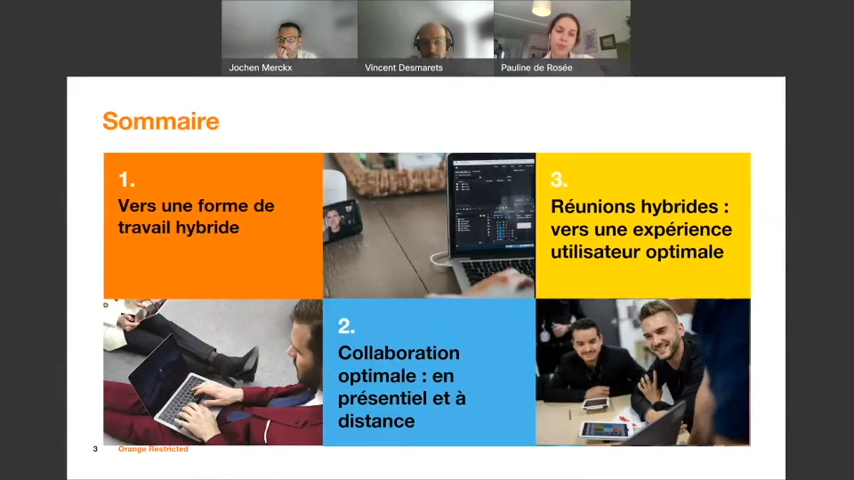 Jochen Merckx
Vincent Desmarets
Pauline de Rosée
Sommaire
1.
Vers une forme de
travail hybride
3.
Réunions hybrides :
vers une expérience
utilisateur optimale
2.
Collaboration
optimale : en
présentiel et à
distance
3
Orange Restricted